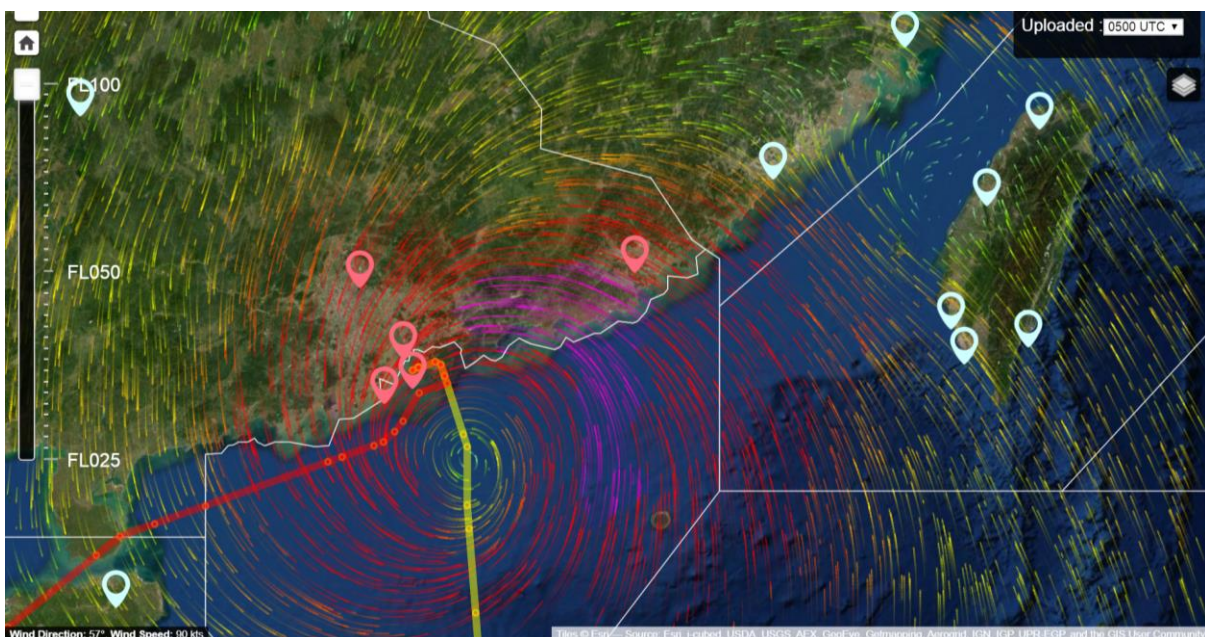 Uploaded : 0500 UTC
FL100
FL050
FL025
Wind Direction: 57° Wind Speed: 90 kts
Tiles © Esri — Source: Esri, i-cubed, USDA, USGS, AEX, GeoEye, Getmapping, Aerogrid, IGN, IGP, UPR-EGP, and the GIS User Community